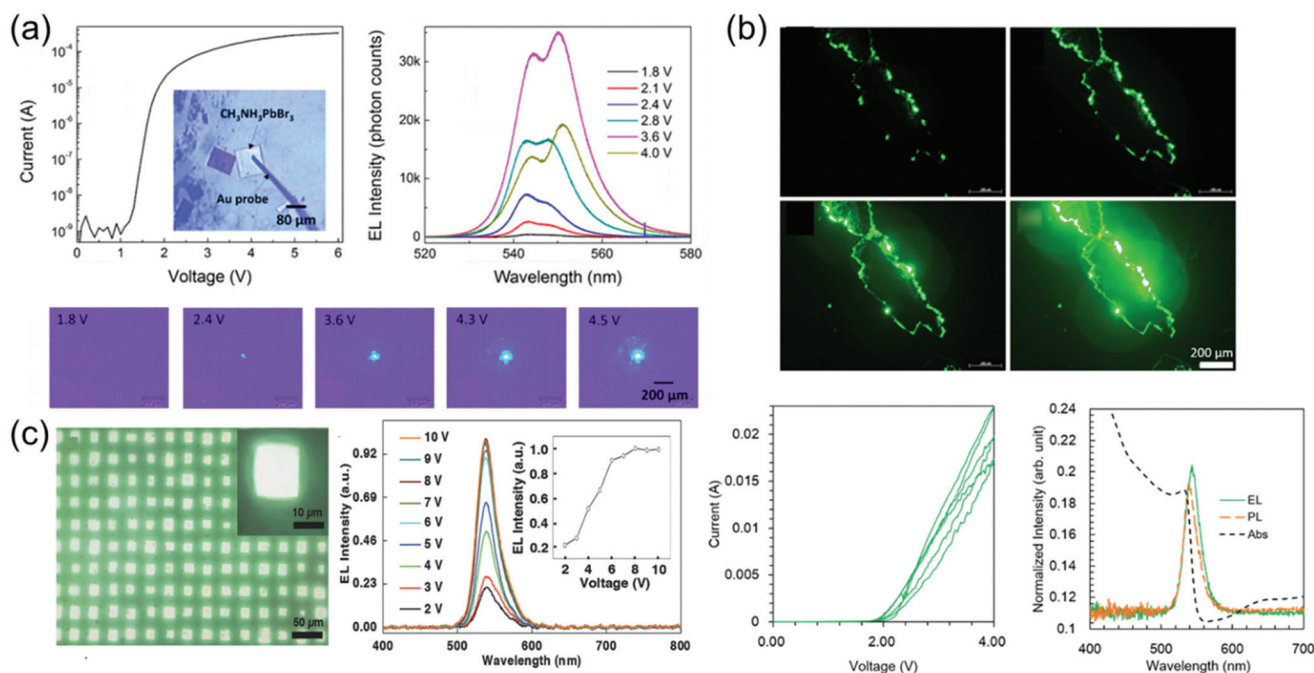 (a)
10⁻⁴
10⁻⁵
10⁻⁶
10⁻⁷
10⁻⁸
10⁻⁹
Current (A)
0 1 2 3 4 5 6
Voltage (V)
CH₃NH₃PbBr₃
Au probe
80 µm
EL Intensity (photon counts)
30k
20k
10k
0
520 540 560 580
Wavelength (nm)
1.8 V
2.1 V
2.4 V
2.8 V
3.6 V
4.0 V
1.8 V
2.4 V
3.6 V
4.3 V
4.5 V
200 µm
(b)
200 µm
Current (A)
0.02
0.015
0.01
0.005
0
0.00 2.00 4.00
Voltage (V)
Normalized Intensity (arb. unit)
0.24
0.22
0.2
0.18
0.16
0.14
0.12
0.1
400 500 600 700
Wavelength (nm)
EL
PL
Abs
(c)
10 µm
50 µm
EL Intensity (a.u.)
0.92
0.69
0.46
0.23
0.00
400 500 600 700 800
Wavelength (nm)
10 V
9 V
8 V
7 V
6 V
5 V
4 V
3 V
2 V
EL Intensity (a.u.)
1.0
0.8
0.6
0.4
0.2
2 4 6 8 10
Voltage (V)